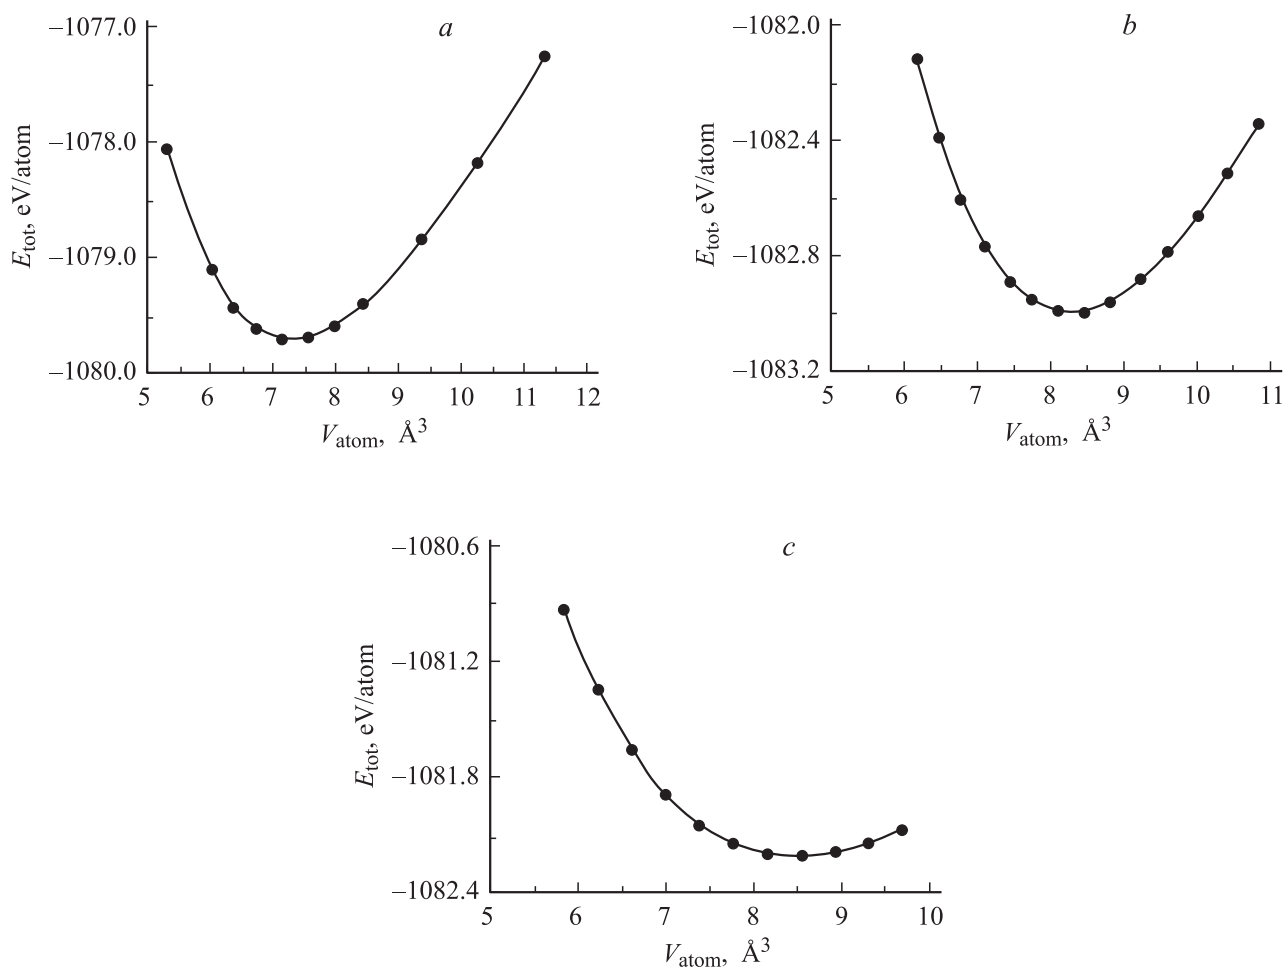 a
−1077.0
−1078.0
−1079.0
−1080.0
E_tot, eV/atom
5 6 7 8 9 10 11 12
V_atom, Å³
b
−1082.0
−1082.4
−1082.8
−1083.2
E_tot, eV/atom
5 6 7 8 9 10 11
V_atom, Å³
c
−1080.6
−1081.2
−1081.8
−1082.4
E_tot, eV/atom
5 6 7 8 9 10
V_atom, Å³